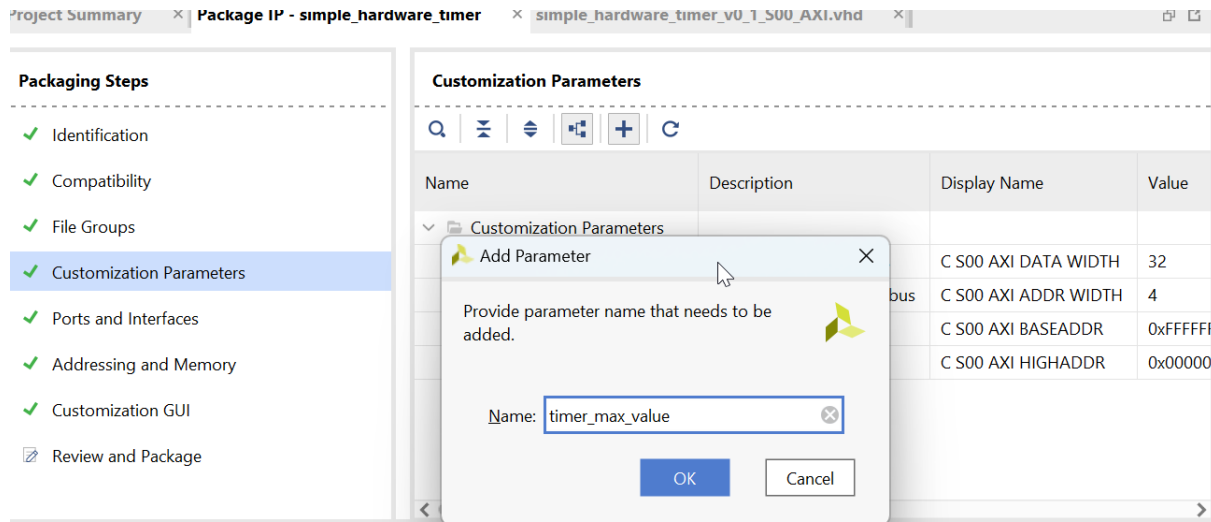 Project Summary × Package IP - simple_hardware_timer × simple_hardware_timer_v0_1_S00_AXI.vhd ×
Packaging Steps
Identification
Compatibility
File Groups
Customization Parameters
Ports and Interfaces
Addressing and Memory
Customization GUI
Review and Package
Customization Parameters
Name Description Display Name Value
Customization Parameters
C S00 AXI DATA WIDTH 32
bus C S00 AXI ADDR WIDTH 4
C S00 AXI BASEADDR 0xFFFFFF
C S00 AXI HIGHADDR 0x00000
Add Parameter
Provide parameter name that needs to be
added.
Name: timer_max_value
OK Cancel